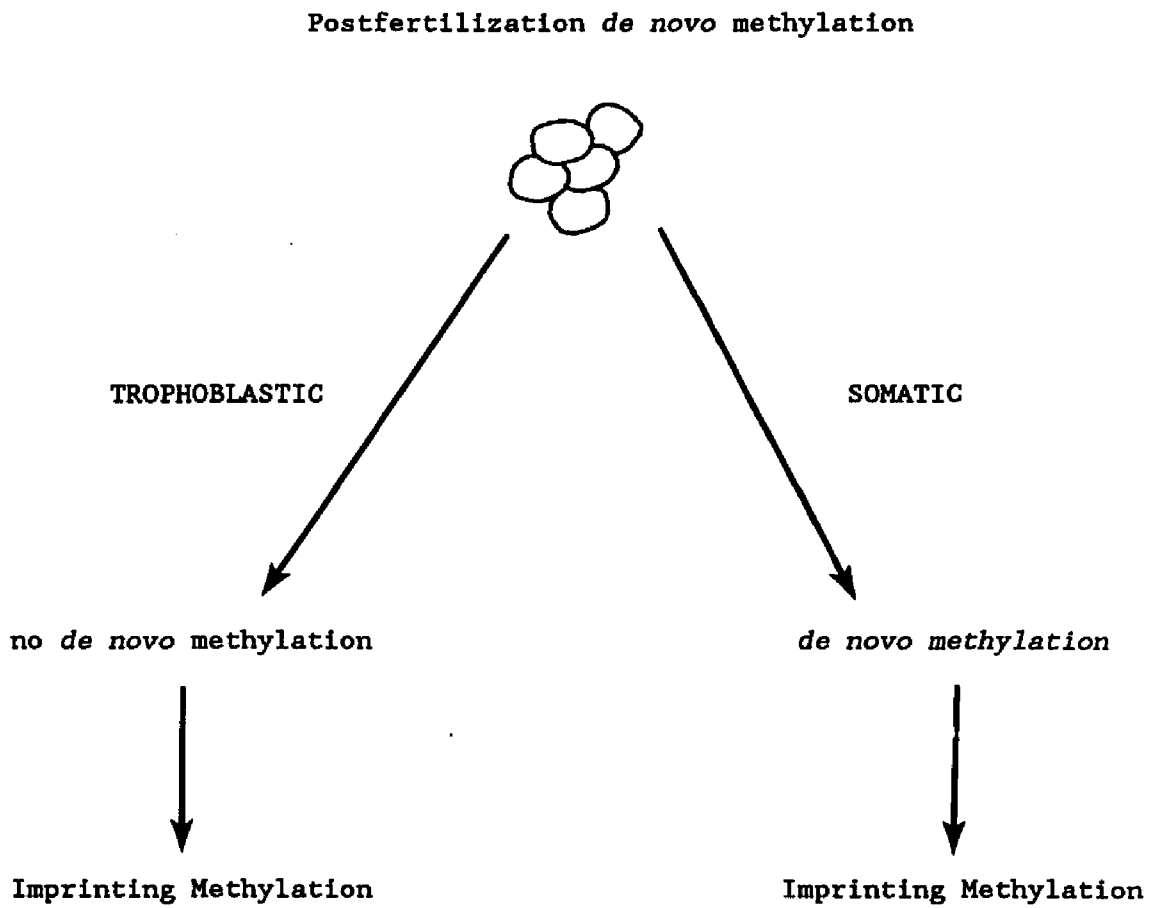 Postfertilization de novo methylation
TROPHOBLASTIC
SOMATIC
no de novo methylation
de novo methylation
Imprinting Methylation
Imprinting Methylation